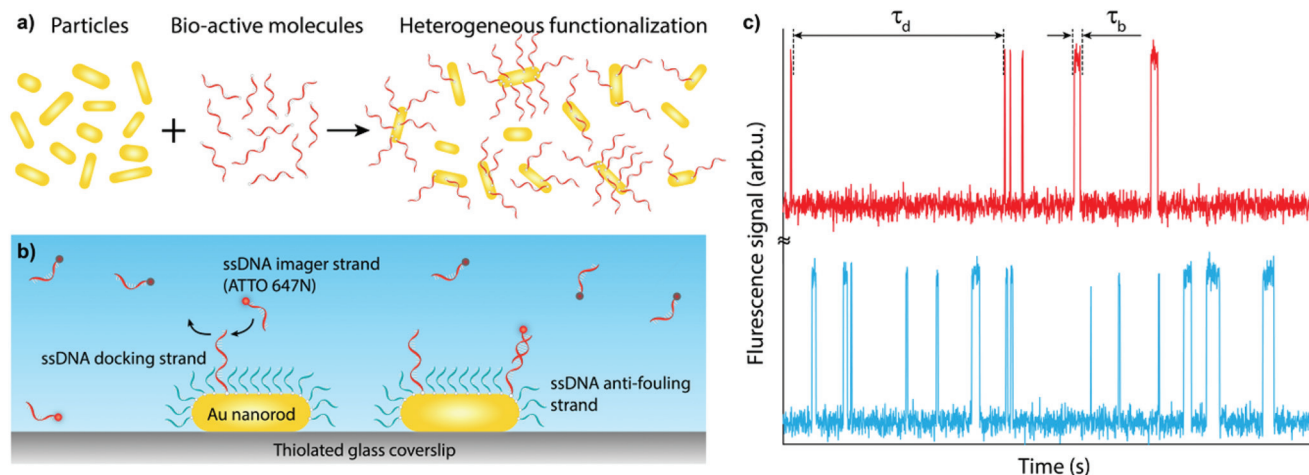 a) Particles Bio-active molecules Heterogeneous functionalization
+
b)
ssDNA imager strand
(ATTO 647N)
ssDNA docking strand
ssDNA anti-fouling
strand
Au nanorod
Thiolated glass coverslip
c)
τd
τb
Flurescence signal (arb.u.)
Time (s)